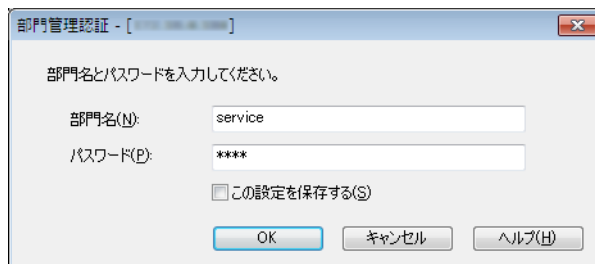 部門管理認証 - [ ]
部門名とパスワードを入力してください。
部門名(N): service
パスワード(P): ****
この設定を保存する(S)
OK キャンセル ヘルプ(H)